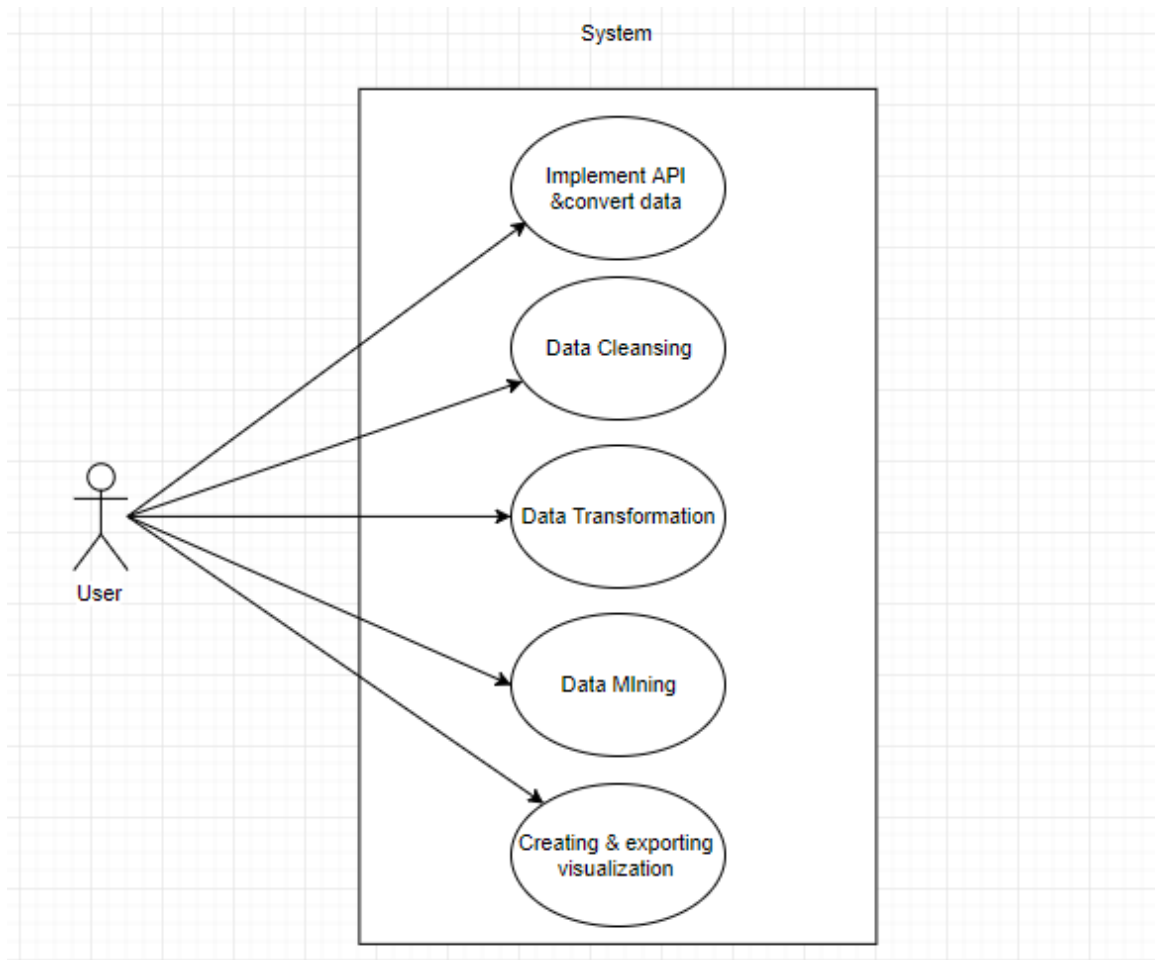 System
Implement API
&convert data
Data Cleansing
Data Transformation
User
Data MIning
Creating & exporting
visualization